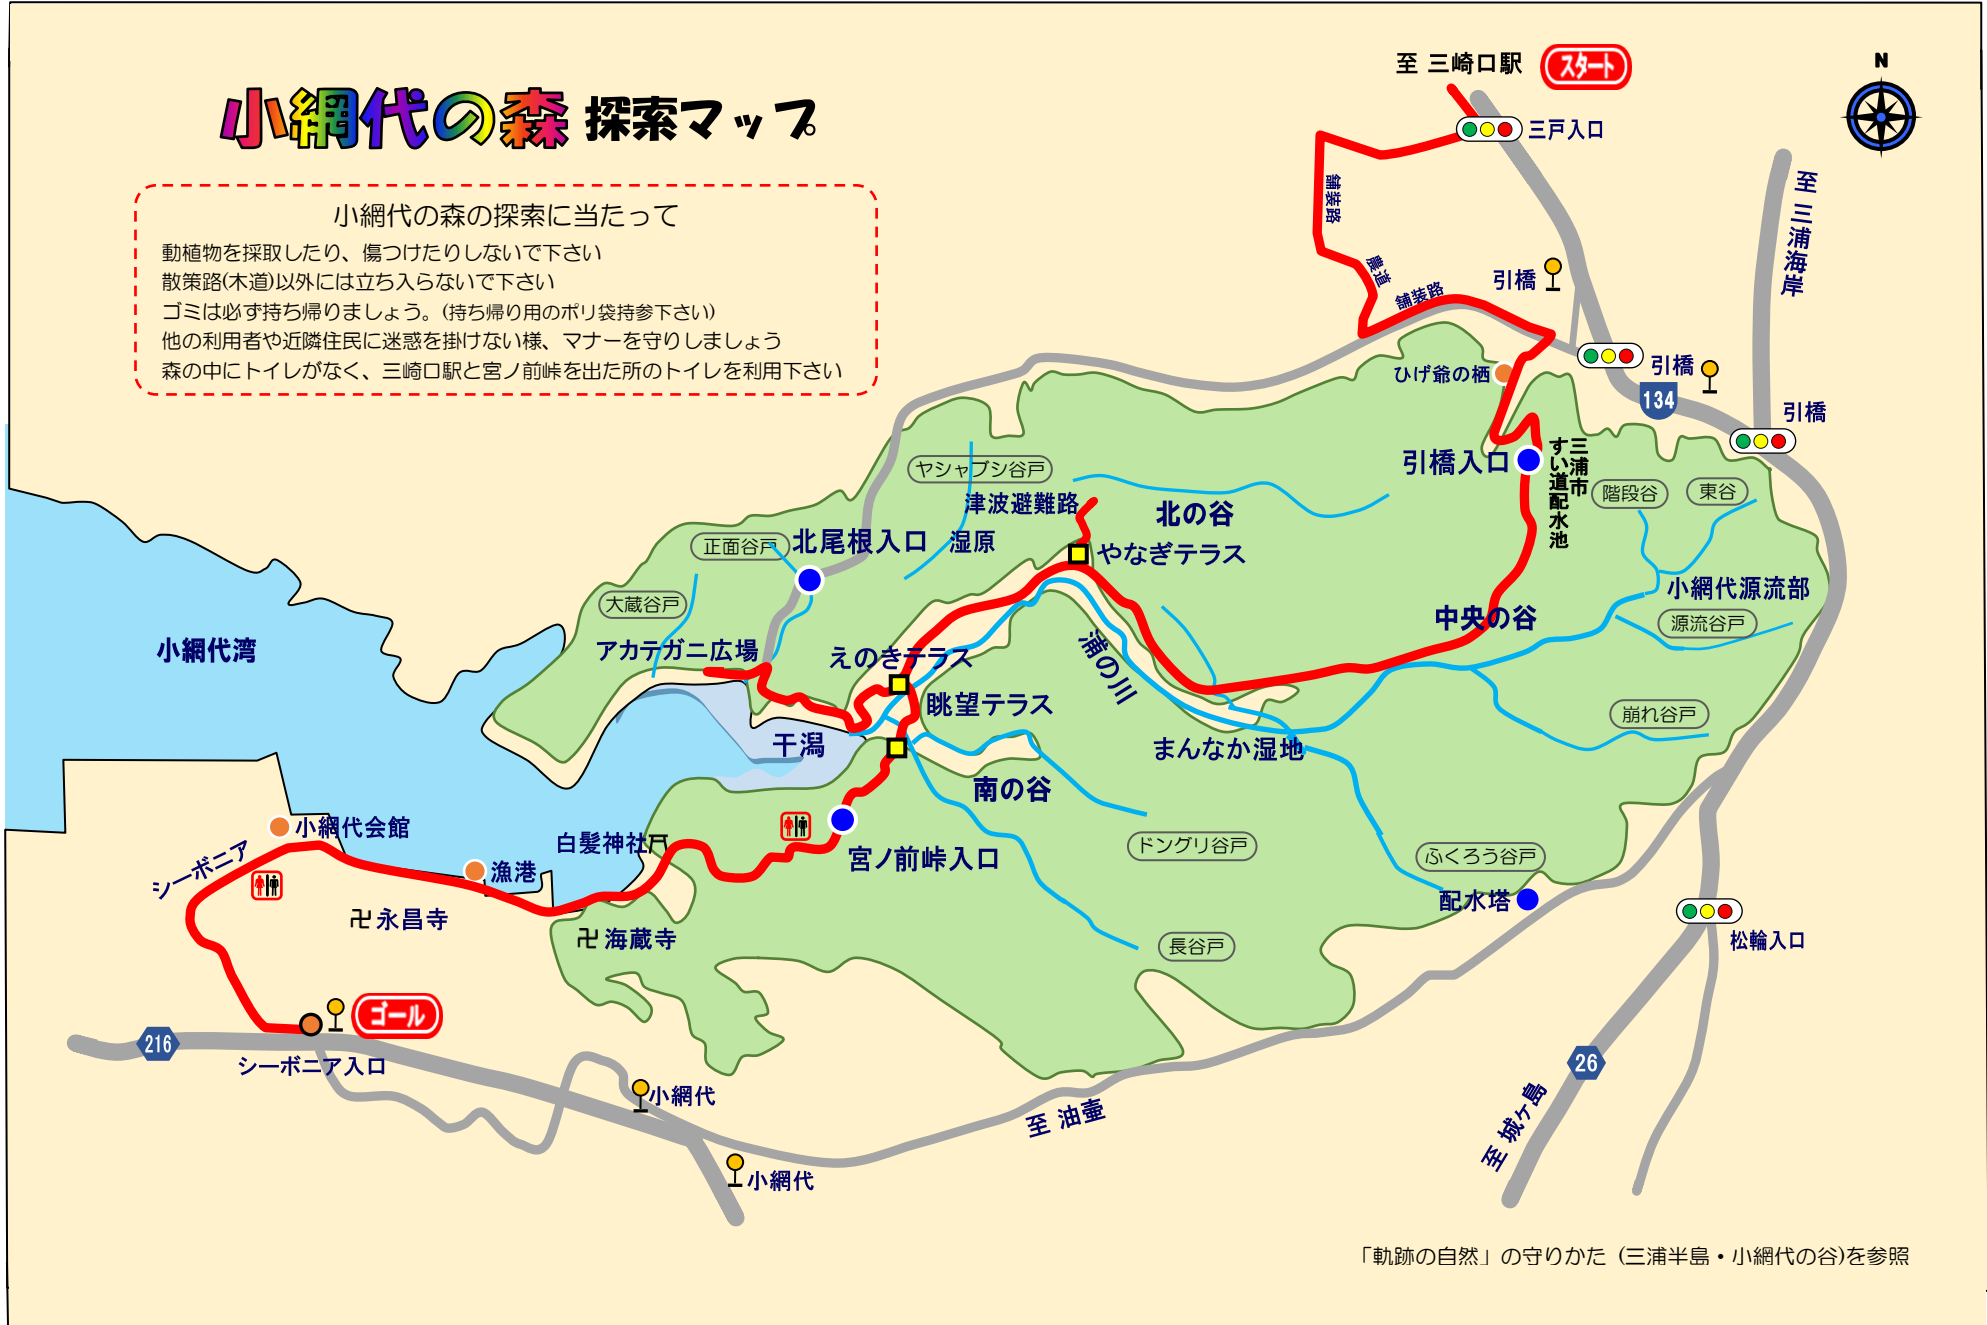 小網代の森 探索マップ
小網代の森の探索に当たって
動植物を採取したり、傷つけたりしないで下さい
散策路(木道)以外には立ち入らないで下さい
ゴミは必ず持ち帰りましょう。(持ち帰り用のポリ袋持参下さい)
他の利用者や近隣住民に迷惑を掛けない様、マナーを守りしましょう
森の中にトイレがなく、三崎口駅と宮ノ前峠を出た所のトイレを利用下さい
至 三崎口駅
スタート
N
三戸入口
舗装路
農道
舗装路
引橋
至 三浦海岸
引橋
134
引橋
ひげ爺の栖
引橋入口
三浦市
すい道配水池
階段谷
東谷
ヤシャブシ谷戸
津波避難路
北の谷
湿原
やなぎテラス
正面谷戸
北尾根入口
大蔵谷戸
小網代源流部
中央の谷
源流谷戸
小網代湾
アカテガニ広場
えのきテラス
浦の川
眺望テラス
崩れ谷戸
干潟
まんなか湿地
南の谷
小網代会館
白髪神社
宮ノ前峠入口
ドングリ谷戸
ふくろう谷戸
シーボニア
漁港
配水塔
卍 永昌寺
卍 海蔵寺
長谷戸
松輪入口
ゴール
216
シーボニア入口
26
小網代
至 油壷
至 城ヶ島
小網代
「軌跡の自然」の守りかた (三浦半島・小網代の谷)を参照